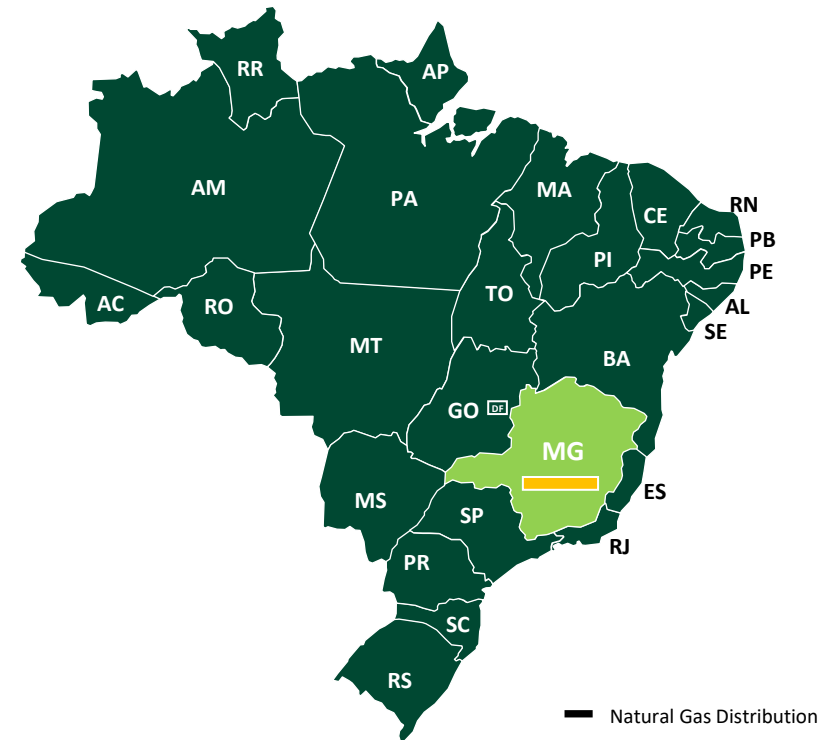 RR
AP
AM
PA
MA
CE
RN
PB
PI
PE
TO
AL
AC
RO
SE
MT
BA
GO
DF
MG
MS
ES
SP
RJ
PR
SC
RS
Natural Gas Distribution